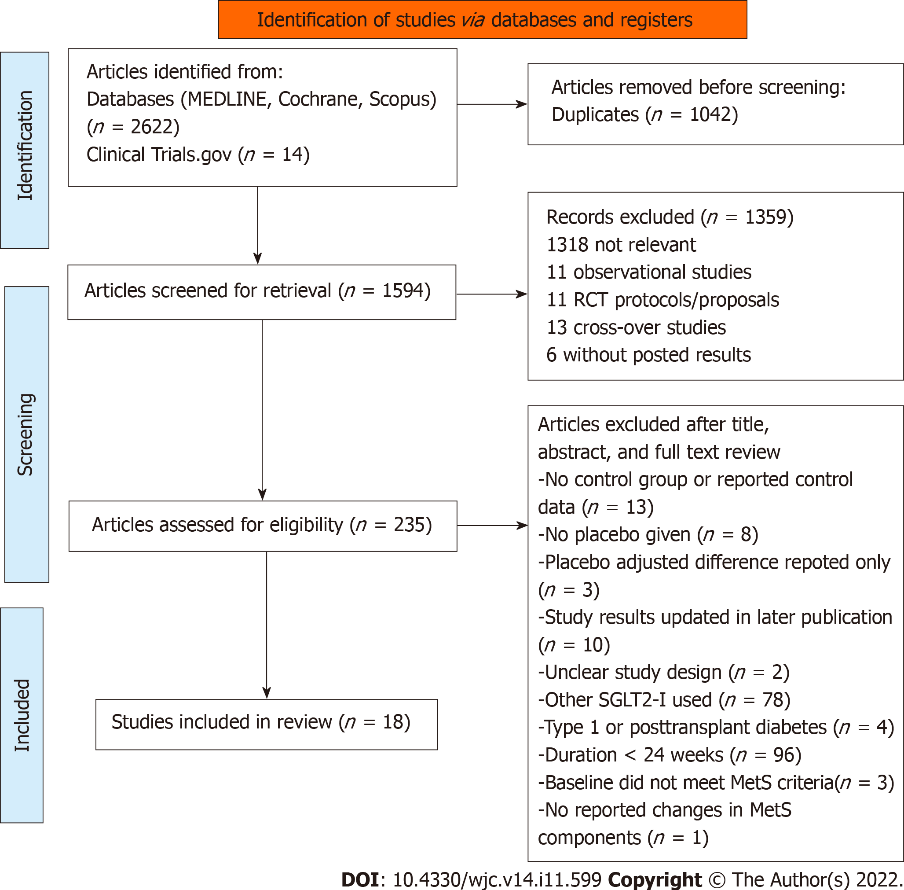 Identification of studies via databases and registers
Identification
Articles identified from:
Databases (MEDLINE, Cochrane, Scopus)
(n = 2622)
Clinical Trials.gov (n = 14)
Articles removed before screening:
Duplicates (n = 1042)
Records excluded (n = 1359)
1318 not relevant
11 observational studies
11 RCT protocols/proposals
13 cross-over studies
6 without posted results
Screening
Articles screened for retrieval (n = 1594)
Articles assessed for eligibility (n = 235)
Articles excluded after title,
abstract, and full text review
-No control group or reported control
data (n = 13)
-No placebo given (n = 8)
-Placebo adjusted difference repoted only
(n = 3)
-Study results updated in later publication
(n = 10)
-Unclear study design (n = 2)
-Other SGLT2-I used (n = 78)
-Type 1 or posttransplant diabetes (n = 4)
-Duration < 24 weeks (n = 96)
-Baseline did not meet MetS criteria(n = 3)
-No reported changes in MetS
components (n = 1)
Included
Studies included in review (n = 18)
DOI: 10.4330/wjc.v14.i11.599 Copyright © The Author(s) 2022.